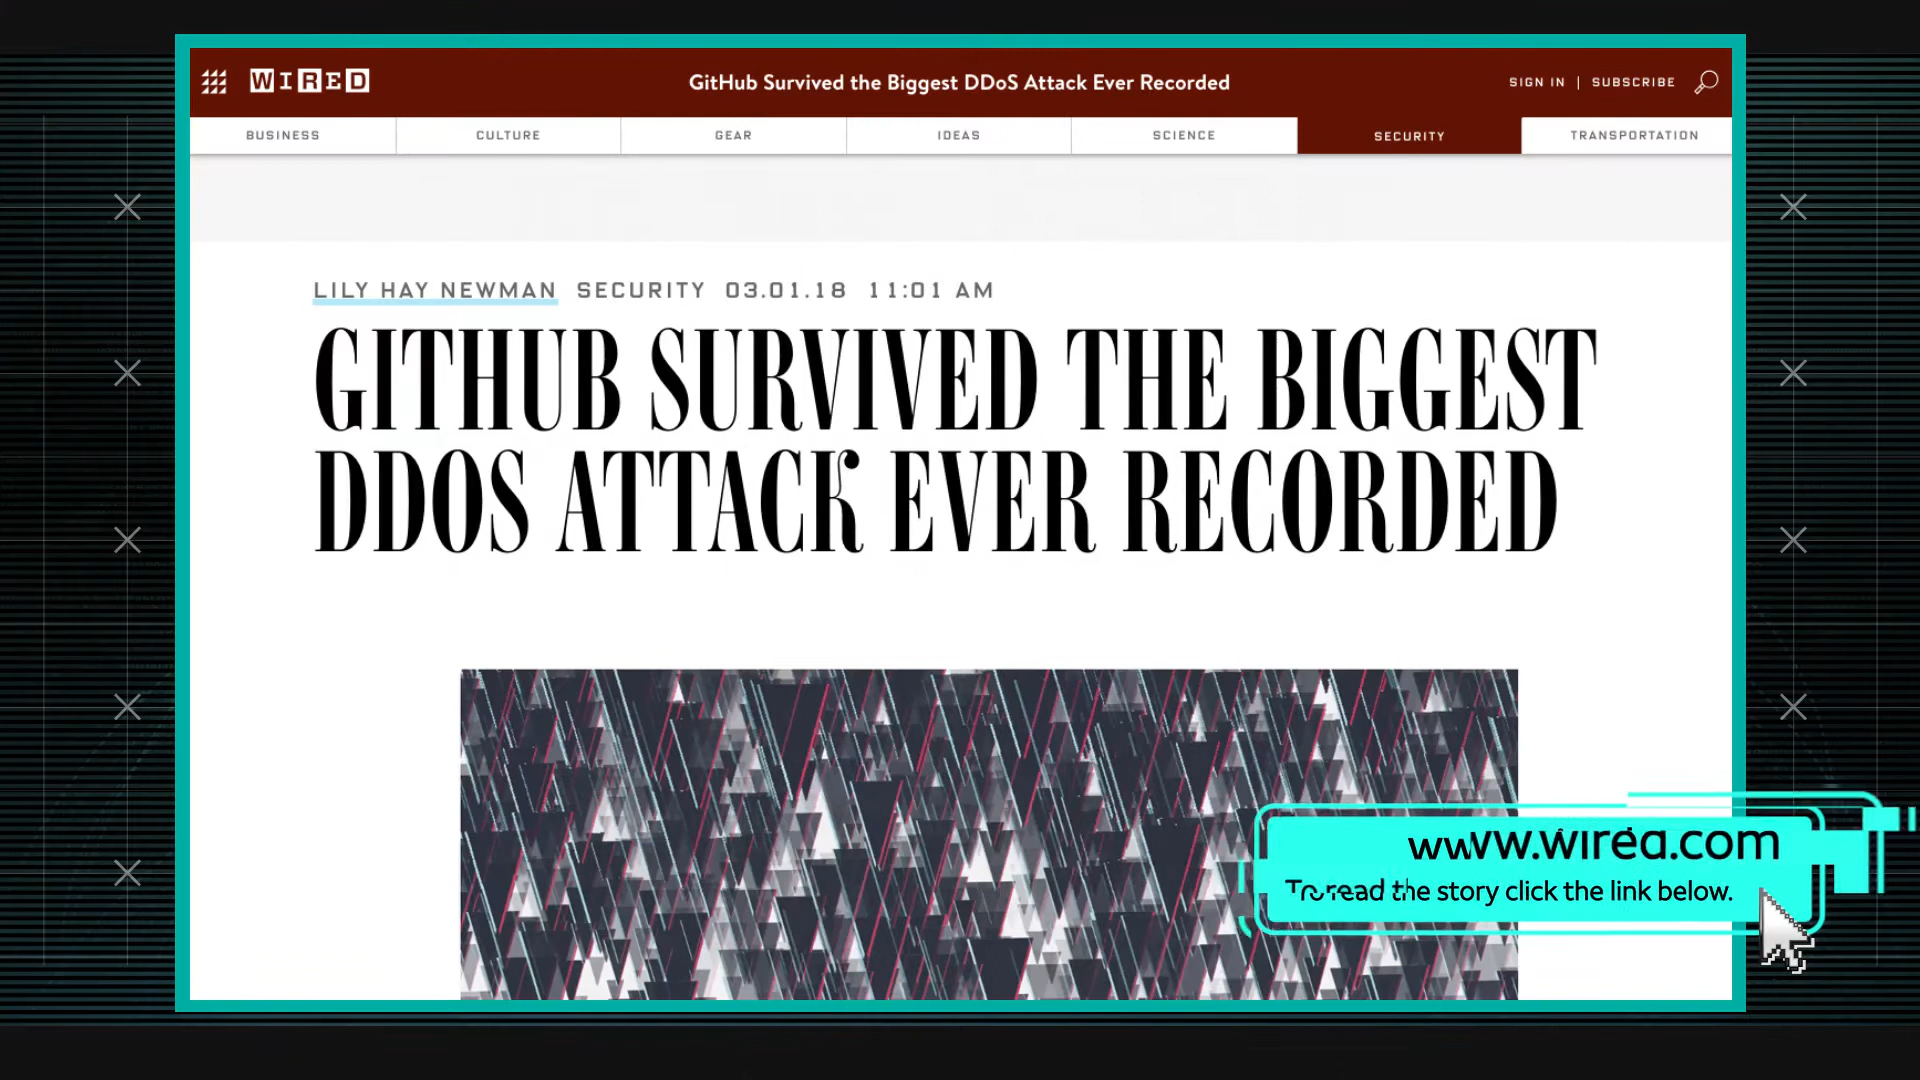 WIRED
GitHub Survived the Biggest DDoS Attack Ever Recorded
SIGN IN | SUBSCRIBE
BUSINESS CULTURE GEAR IDEAS SCIENCE SECURITY TRANSPORTATION
LILY HAY NEWMAN SECURITY 03.01.18 11:01 AM
GITHUB SURVIVED THE BIGGEST
DDOS ATTACK EVER RECORDED
www.wired.com
To read the story click the link below.